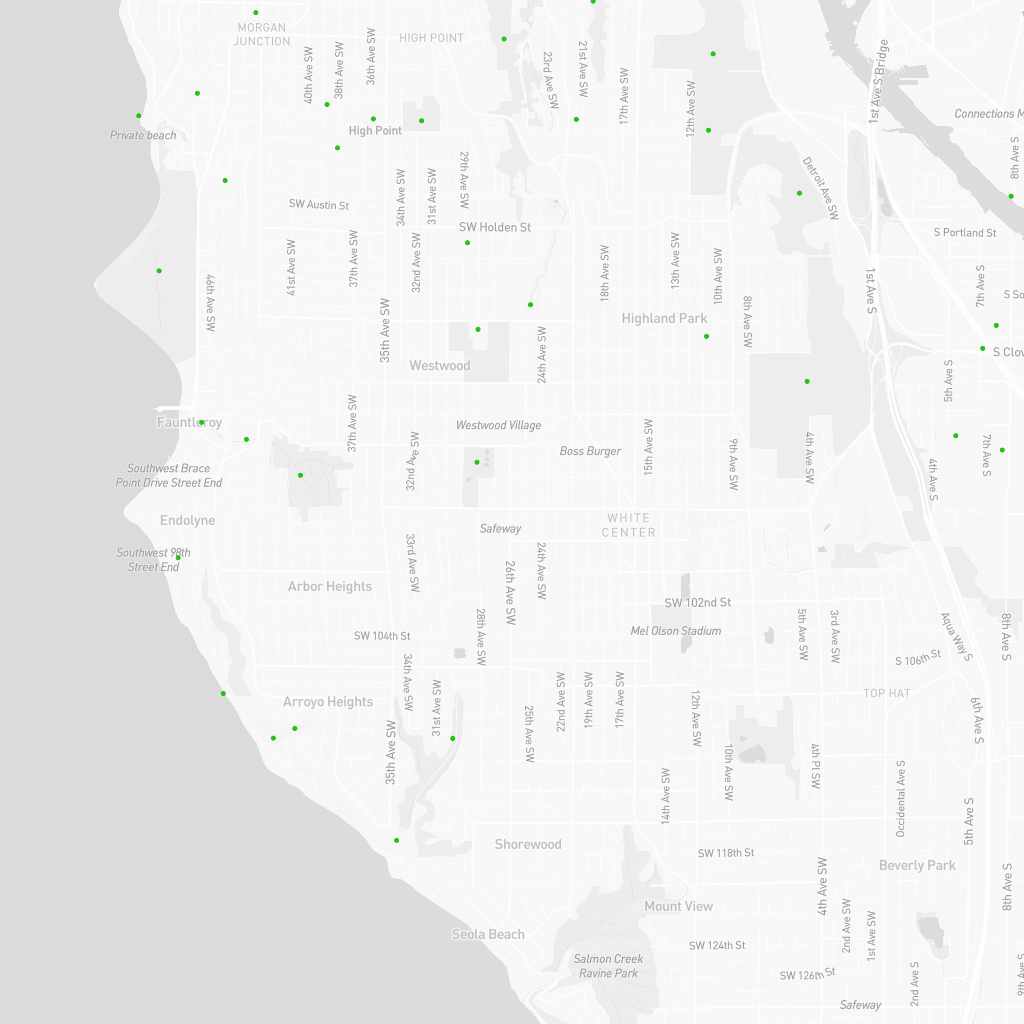 MORGAN
JUNCTION
HIGH POINT
40th Ave SW
38th Ave SW
36th Ave SW
23rd Ave SW
21st Ave SW
17th Ave SW
12th Ave SW
1st Ave S Bridge
Private beach
High Point
8th Ave S
Detroit Ave SW
29th Ave SW
34th Ave SW
31st Ave SW
SW Austin St
SW Holden St
S Portland St
41st Ave SW
37th Ave SW
32nd Ave SW
18th Ave SW
13th Ave SW
10th Ave SW
46th Ave SW
1st Ave S
7th Ave S
35th Ave SW
8th Ave SW
Highland Park
24th Ave SW
Westwood
5th Ave S
Fauntleroy
37th Ave SW
Westwood Village
32nd Ave SW
Boss Burger
15th Ave SW
9th Ave SW
4th Ave SW
7th Ave S
4th Ave S
Southwest Brace
Point Drive Street End
Endolyne
Safeway
WHITE
CENTER
Southwest 98th
Street End
33rd Ave SW
24th Ave SW
Arbor Heights
26th Ave SW
SW 102nd St
SW 104th St
28th Ave SW
Mel Olson Stadium
5th Ave SW
3rd Ave SW
Aqua Way S
8th Ave S
S 106th St
34th Ave SW
31st Ave SW
22nd Ave SW
19th Ave SW
17th Ave SW
TOP HAT
Arroyo Heights
25th Ave SW
12th Ave SW
6th Ave S
35th Ave SW
10th Ave SW
4th Pl SW
14th Ave SW
Occidental Ave S
5th Ave S
Shorewood
SW 118th St
Beverly Park
4th Ave SW
8th Ave S
Mount View
2nd Ave SW
1st Ave SW
Seola Beach
SW 124th St
Salmon Creek
Ravine Park
SW 126th St
2nd Ave S
Safeway